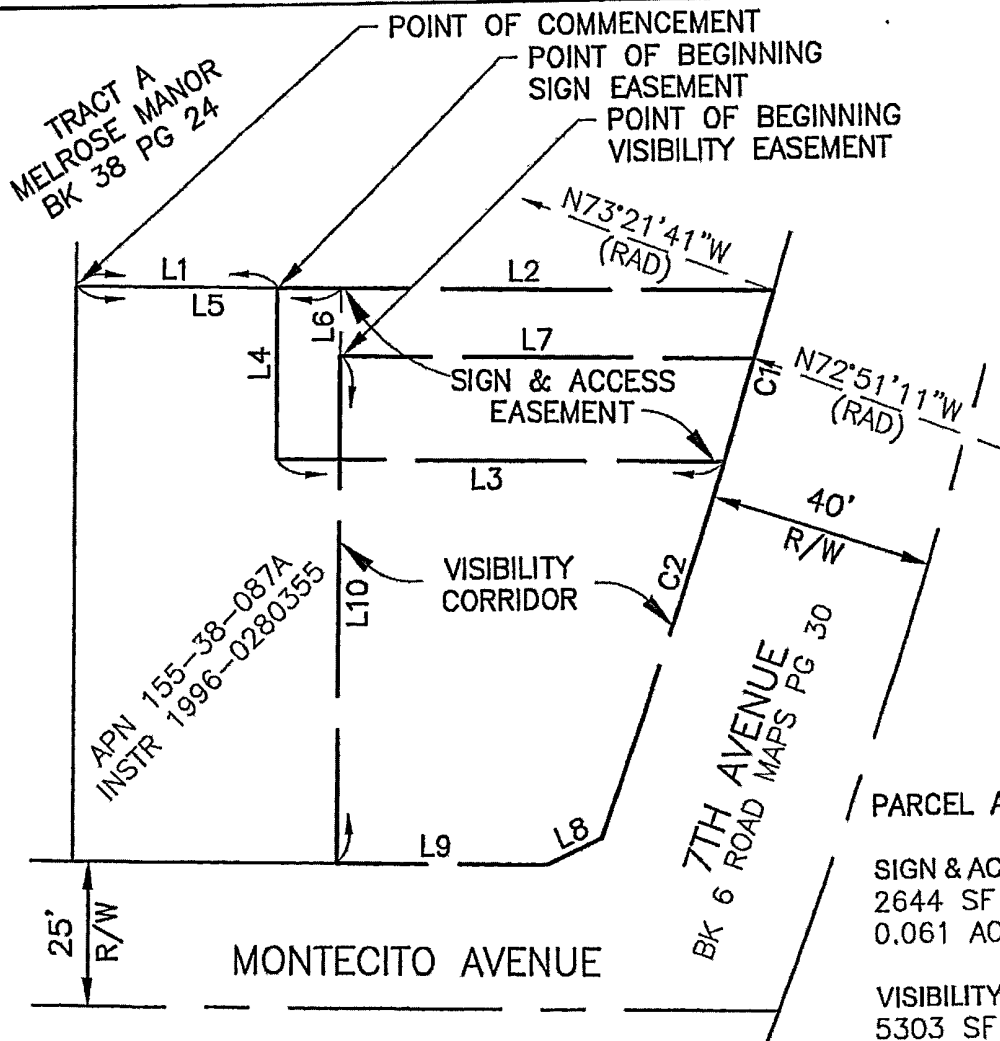 POINT OF COMMENCEMENT
POINT OF BEGINNING
SIGN EASEMENT
POINT OF BEGINNING
VISIBILITY EASEMENT
TRACT A
MELROSE MANOR
BK 38 PG 24
N73°21'41"W
(RAD)
L1
L2
L5
L6
L7
L4
SIGN & ACCESS
EASEMENT
C1
N72°51'11"W
(RAD)
L3
40'
R/W
VISIBILITY
CORRIDOR
C2
L10
APN 155-38-087A
INSTR 1996-0280355
7TH AVENUE
BK 6 ROAD MAPS PG 30
L8
L9
PARCEL A
SIGN & AC
2644 SF
0.061 AC
25'
R/W
MONTECITO AVENUE
VISIBILITY
5303 SF